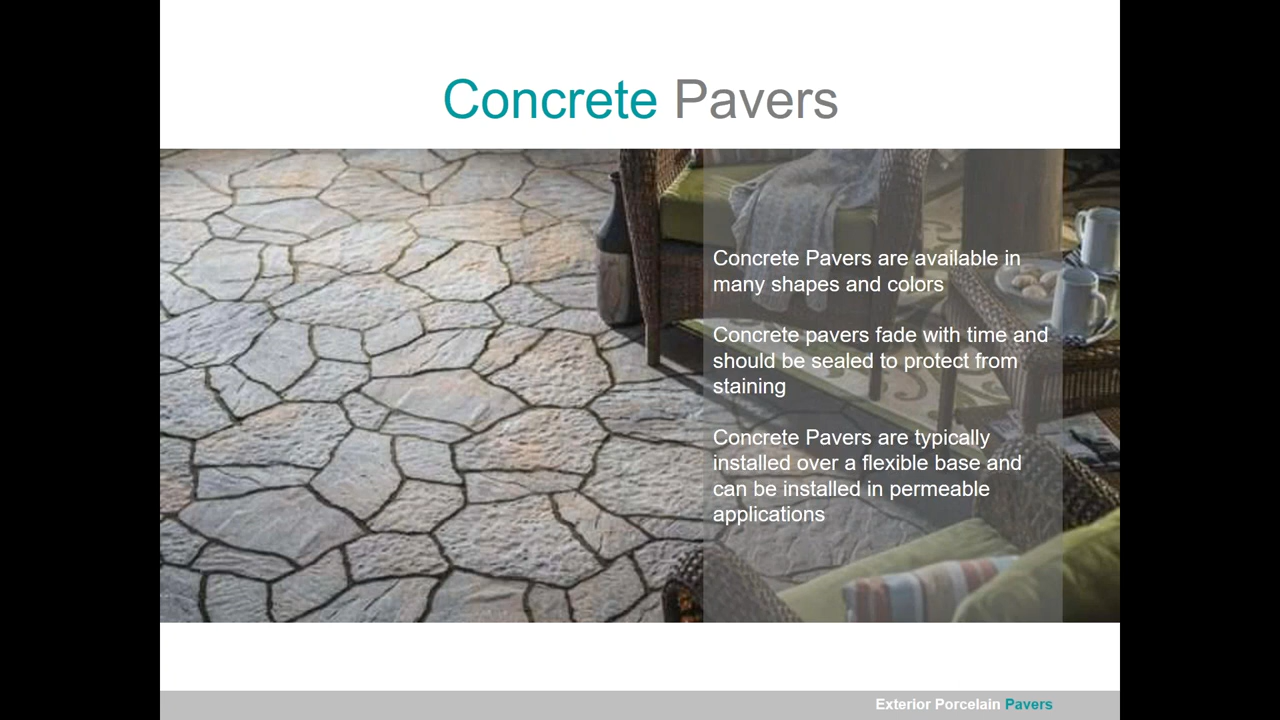 Concrete Pavers
Concrete Pavers are available in
many shapes and colors
Concrete pavers fade with time and
should be sealed to protect from
staining
Concrete Pavers are typically
installed over a flexible base and
can be installed in permeable
applications
Exterior Porcelain Pavers